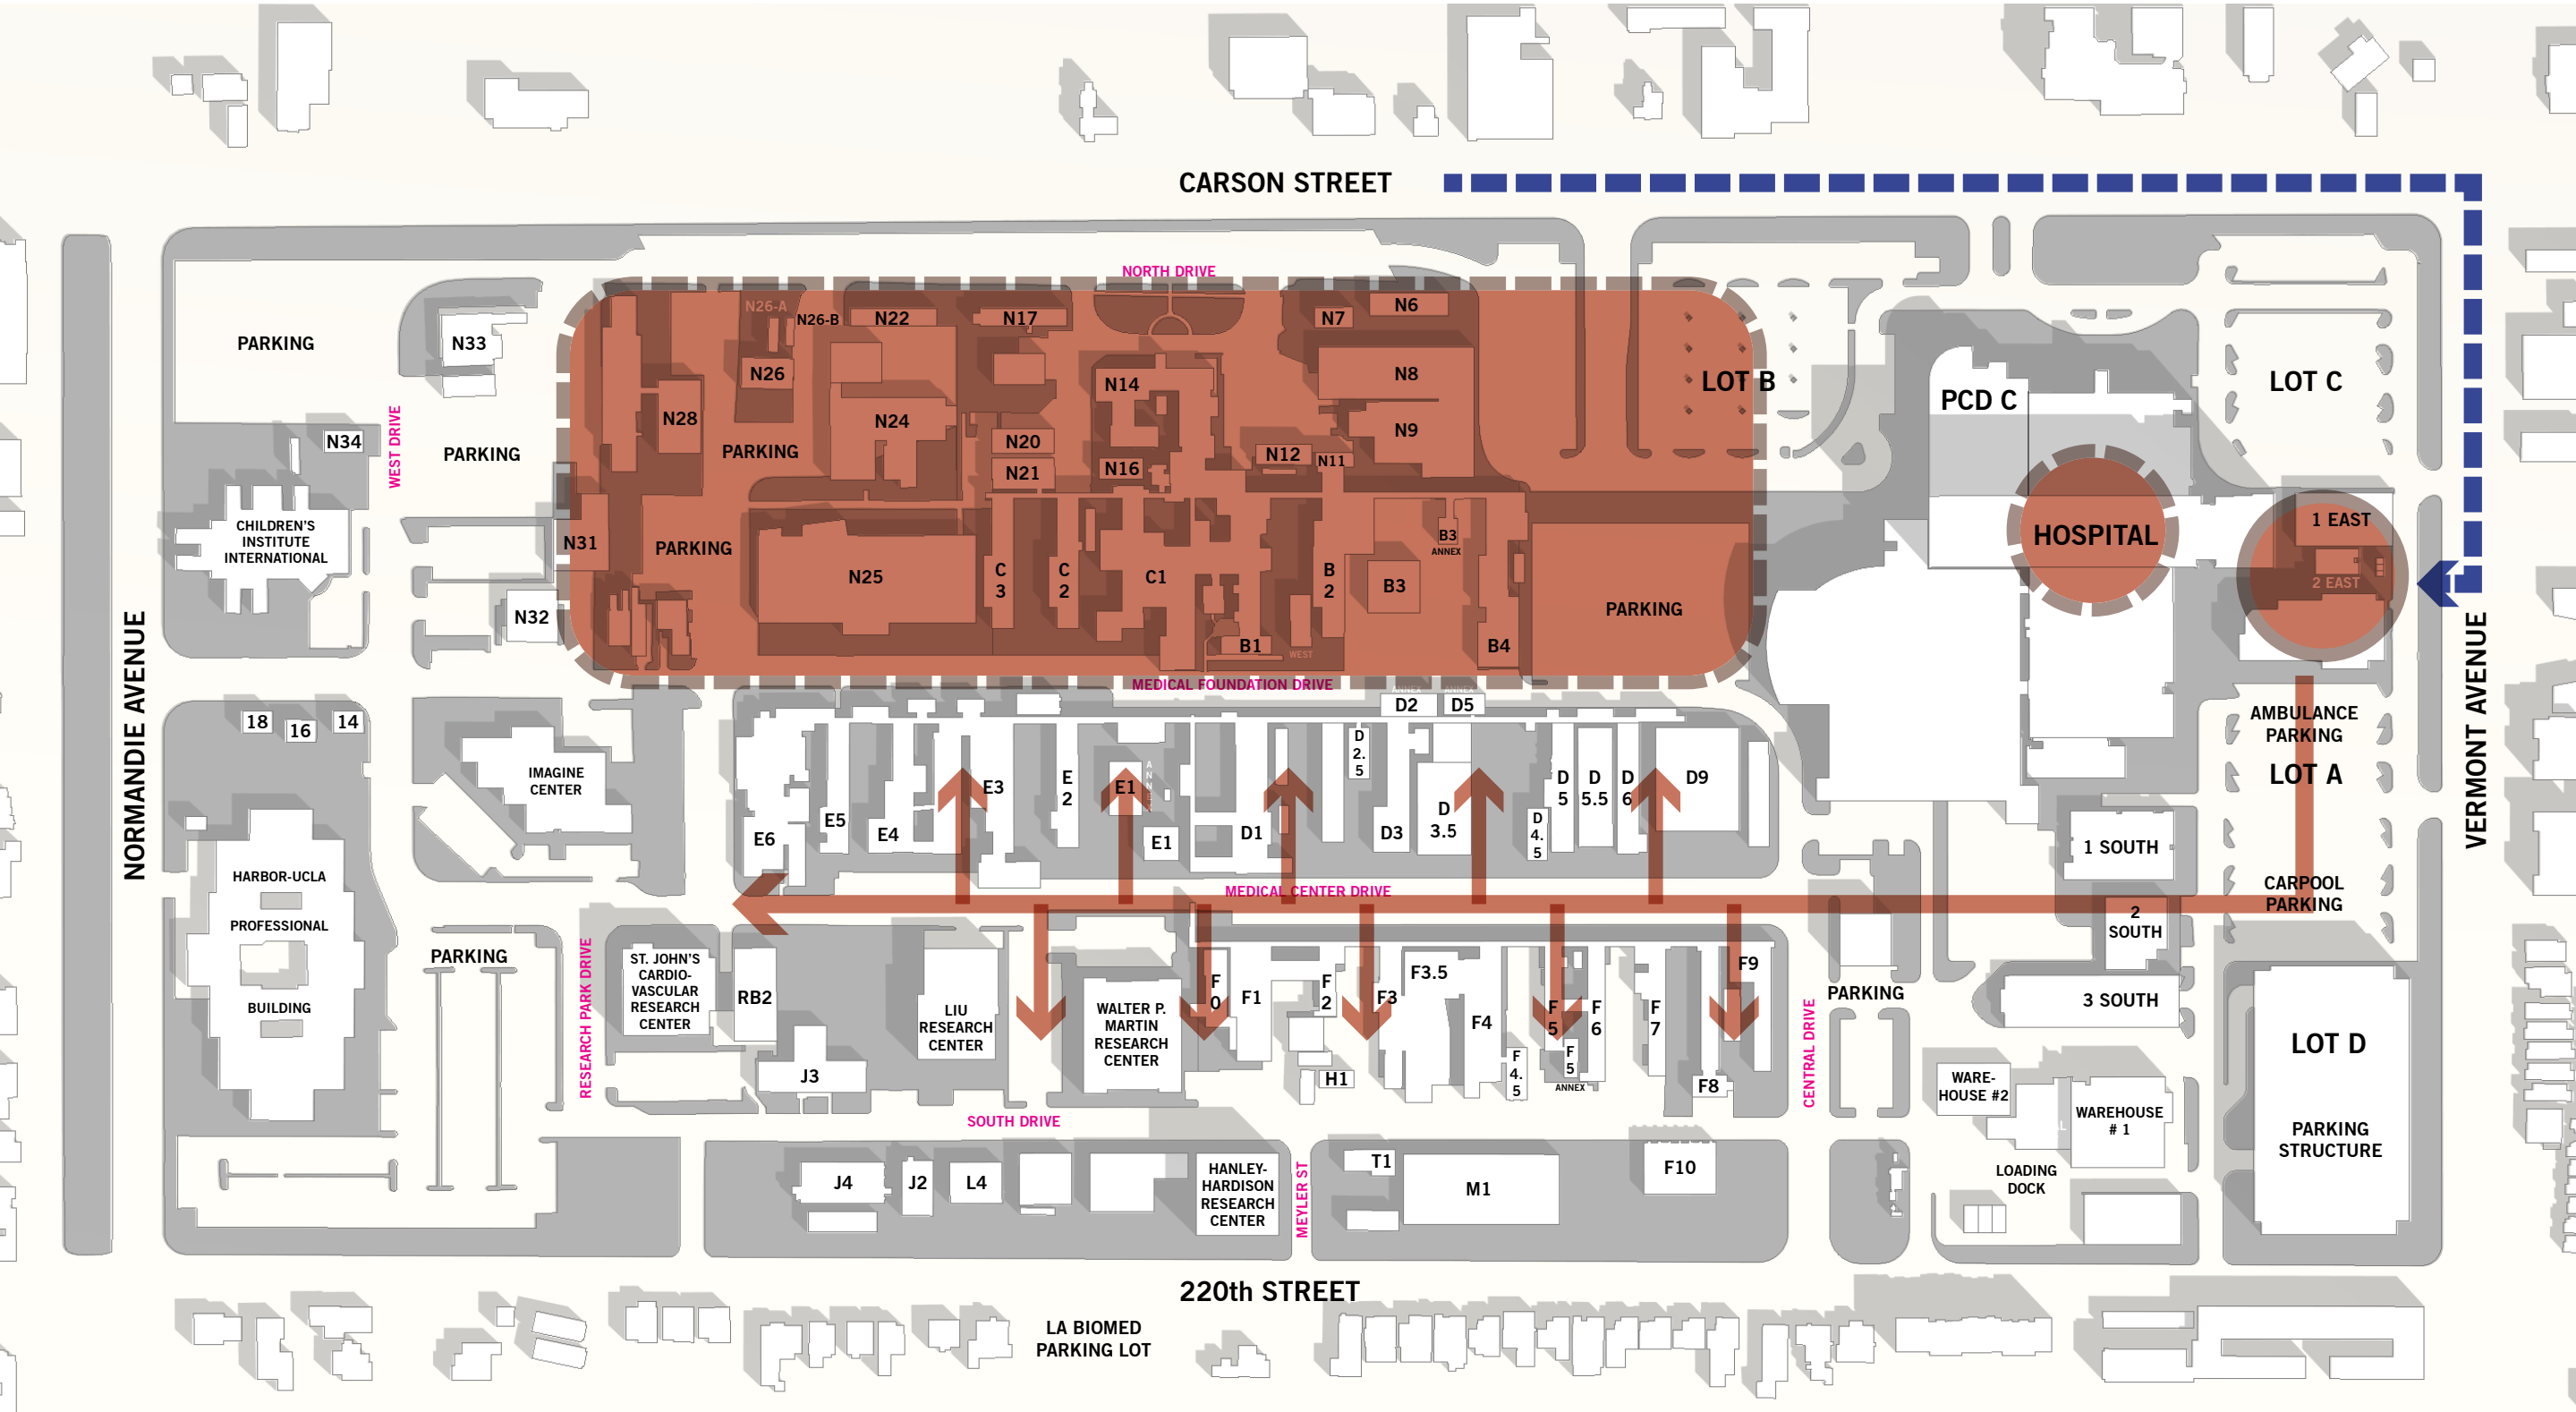 CARSON STREET
NORTH DRIVE
N26-A
N26-B
N22
N17
N7
N6
PARKING
N33
N26
N14
N8
LOT B
PCD C
LOT C
N28
N24
N9
WEST DRIVE
N34
PARKING
PARKING
N20
N21
N16
N12
N11
CHILDREN'S
INSTITUTE
INTERNATIONAL
N31
PARKING
N25
C
3
C
2
C1
B
2
B3
ANNEX
B3
HOSPITAL
1 EAST
2 EAST
N32
B1
WEST
B4
PARKING
MEDICAL FOUNDATION DRIVE
NORMANDIE AVENUE
VERMONT AVENUE
18
16
14
ANNEX
D2
ANNEX
D5
AMBULANCE
PARKING
LOT A
IMAGINE
CENTER
E6
E5
E4
E3
E
2
E1
ANNEX
E1
D1
D
2.
5
D3
D
3.5
D
4.
5
D
5
D
5.5
D
6
D9
1 SOUTH
HARBOR-UCLA
PROFESSIONAL
BUILDING
MEDICAL CENTER DRIVE
CARPOOL
PARKING
2
SOUTH
3 SOUTH
PARKING
RESEARCH PARK DRIVE
ST. JOHN'S
CARDIO-
VASCULAR
RESEARCH
CENTER
RB2
J3
LIU
RESEARCH
CENTER
WALTER P.
MARTIN
RESEARCH
CENTER
F
0
F1
F
2
H1
F3
F3.5
F4
F
4.
5
F
5
F
5
ANNEX
F
6
F
7
F8
F9
CENTRAL DRIVE
PARKING
LOT D
PARKING
STRUCTURE
WARE-
HOUSE #2
WAREHOUSE
# 1
LOADING
DOCK
SOUTH DRIVE
J4
J2
L4
HANLEY-
HARDISON
RESEARCH
CENTER
MEYLER ST
T1
M1
F10
220th STREET
LA BIOMED
PARKING LOT